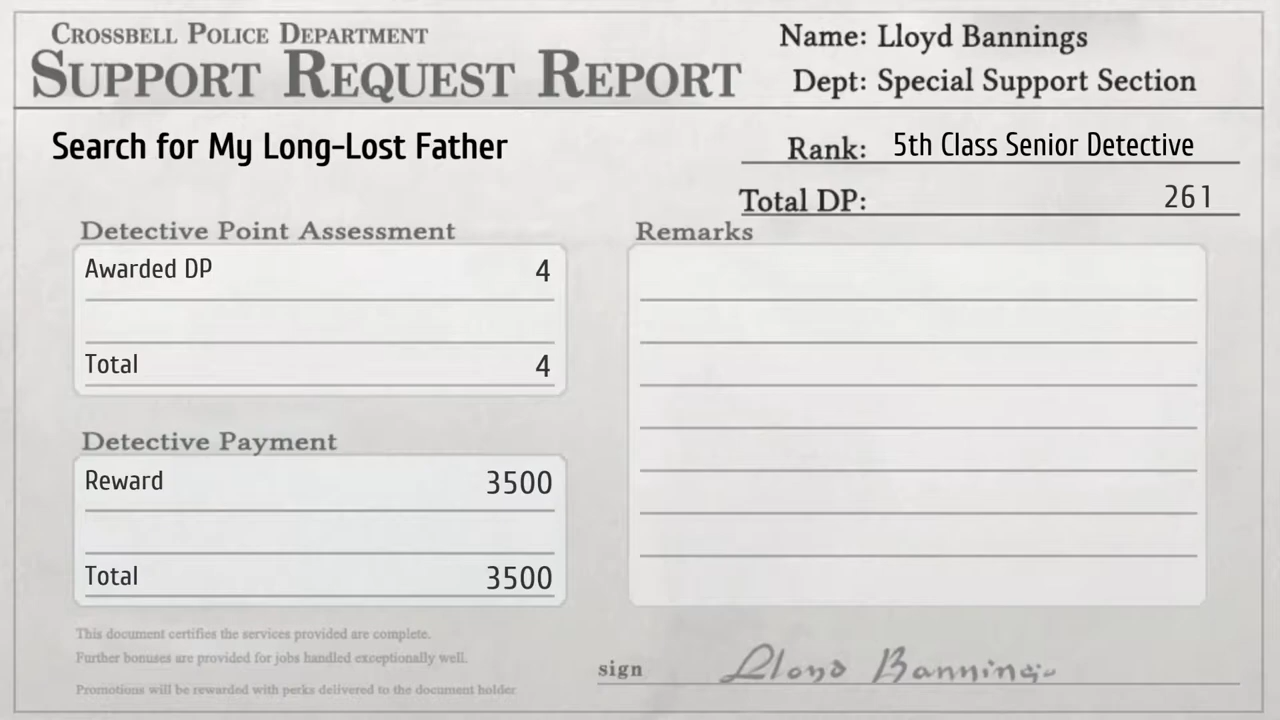 CROSSBELL POLICE DEPARTMENT
SUPPORT REQUEST REPORT
Name: Lloyd Bannings
Dept: Special Support Section
Search for My Long-Lost Father
Rank: 5th Class Senior Detective
Total DP: 261
Detective Point Assessment
Awarded DP 4
Total 4
Detective Payment
Reward 3500
Total 3500
Remarks
This document certifies the services provided are complete.
Further bonuses are provided for jobs handled exceptionally well.
Promotions will be rewarded with perks delivered to the document holder.
sign Lloyd Bannings